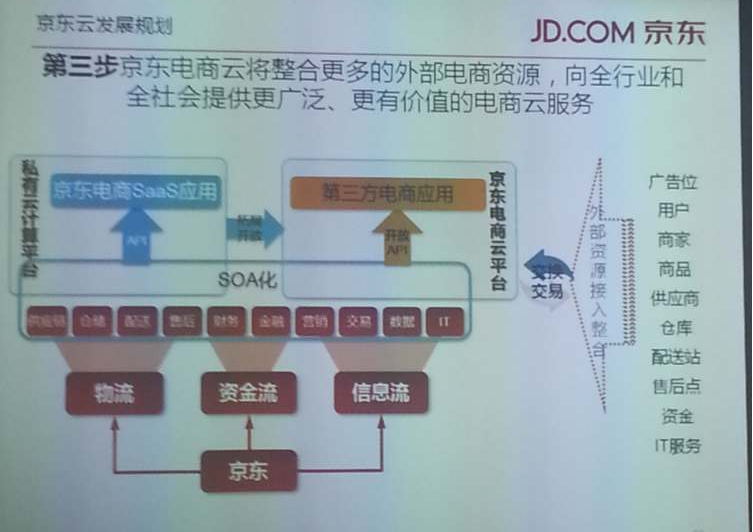 京东云发展规划
JD.COM 京东
第三步京东电商云将整合更多的外部电商资源，向全行业和
全社会提供更广泛、更有价值的电商云服务
私有云计算平台
京东电商SaaS应用
API
开放
第三方电商应用
开放
API
京东电商云平台
SOA化
供应链 仓储 配送 售后 财务 金融 营销 交易 数据 IT
物流
资金流
信息流
京东
交换
交易
外部资源接入整合
广告位
用户
商家
商品
供应商
仓库
配送站
售后点
资金
IT服务